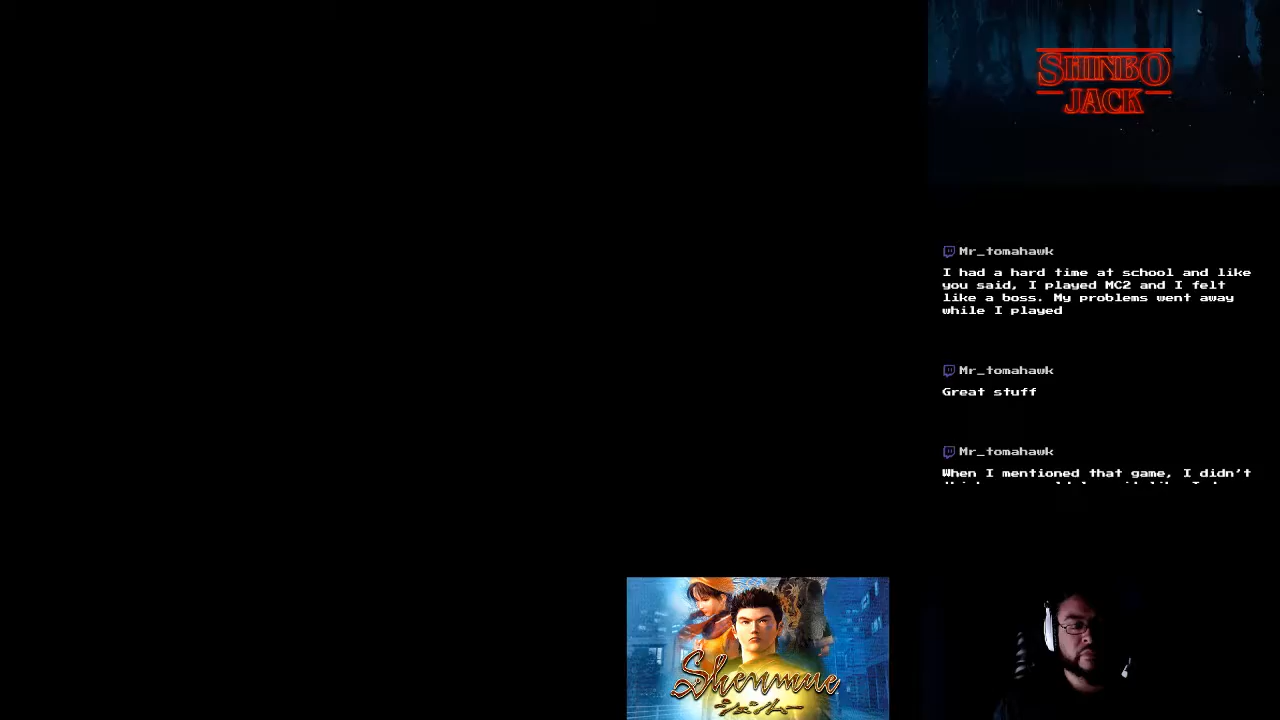 SHINBO
JACK
Mr_tomahawk
I had a hard time at school and like
you said, I played MC2 and I felt
like a boss. My problems went away
while I played
Mr_tomahawk
Great stuff
Mr_tomahawk
When I mentioned that game, I didn't
Shenmue
シェンムー